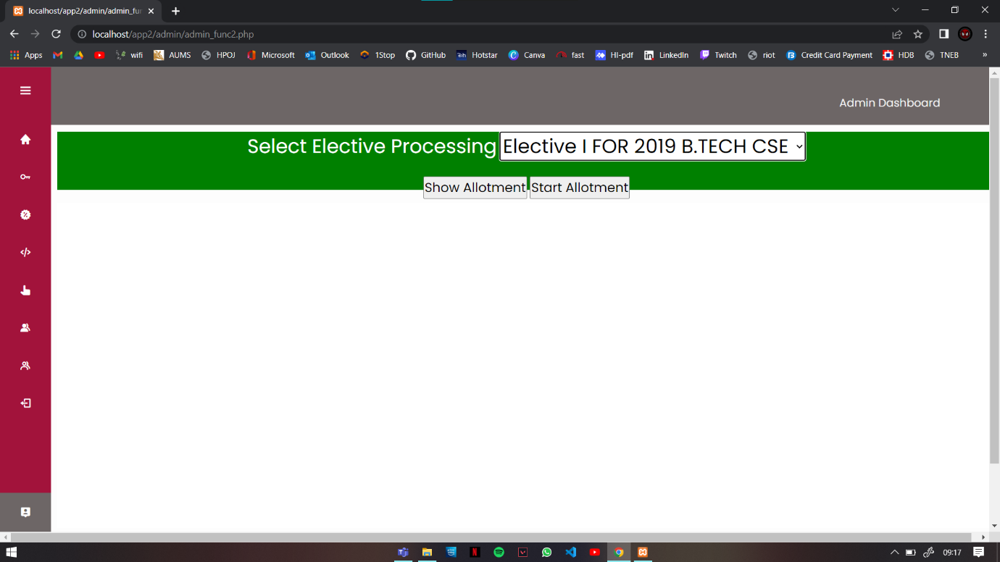 localhost/app2/admin/admin_fun
localhost/app2/admin/admin_func2.php
Apps wifi AUMS HPOJ Microsoft Outlook 1Stop GitHub Hotstar Canva fast HI-pdf LinkedIn Twitch riot Credit Card Payment HDB TNEB »
Admin Dashboard
Select Elective Processing Elective I FOR 2019 B.TECH CSE
Show Allotment Start Allotment
09:17